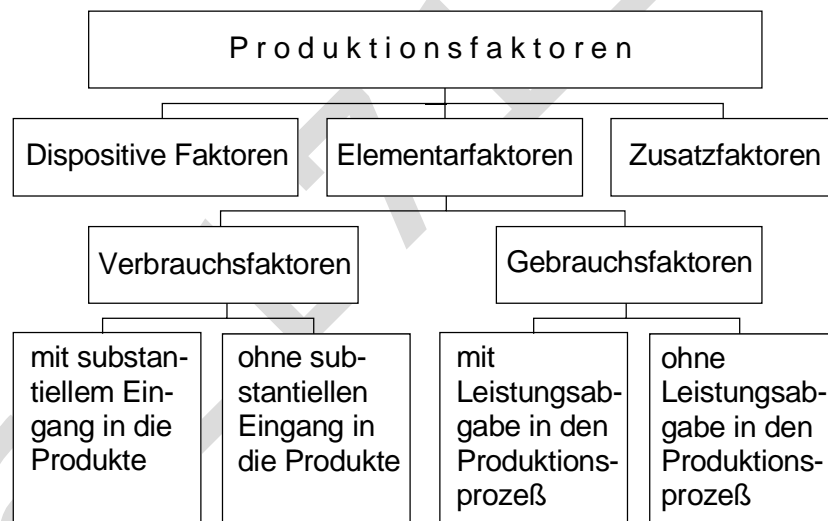 Produktionsfaktoren
Dispositive Faktoren
Elementarfaktoren
Zusatzfaktoren
Verbrauchsfaktoren
Gebrauchsfaktoren
mit substan-
tiellem Ein-
gang in die
Produkte
ohne sub-
stantiellen
Eingang in
die Produkte
mit
Leistungsab-
gabe in den
Produktions-
prozeß
ohne
Leistungsab-
gabe in den
Produktions-
prozeß